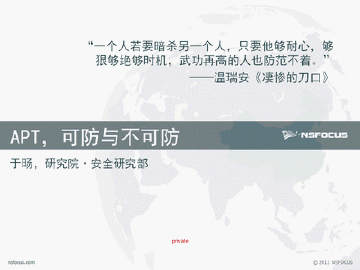 “一个人若要暗杀另一个人，只要他够耐心，够
狠够绝够时机，武功再高的人也防范不着。”
——温瑞安《凄惨的刀口》
APT，可防与不可防
NSFOCUS
于旸，研究院·安全研究部
private
nsfocus.com
© 2011 NSFOCUS